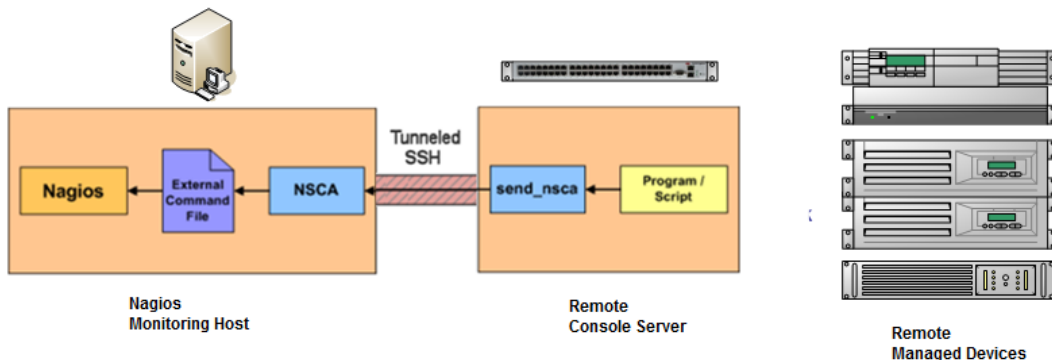 Tunneled
SSH
Nagios
External
Command
File
NSCA
send_nsca
Program /
Script
Nagios
Monitoring Host
Remote
Console Server
Remote
Managed Devices